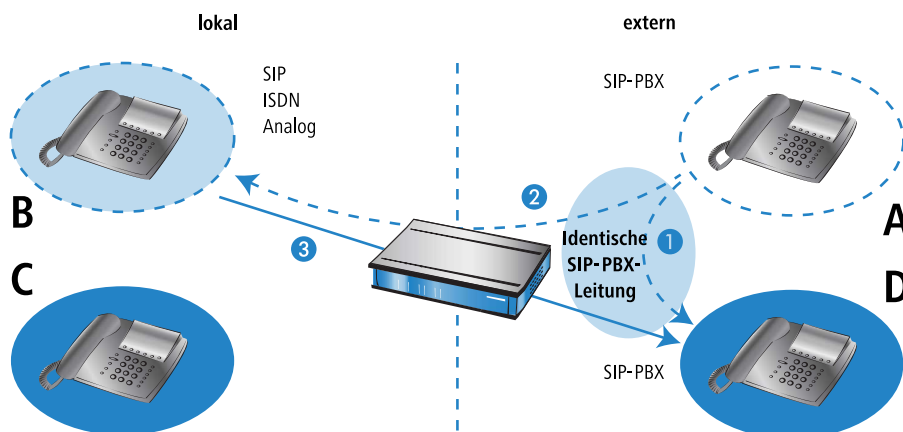 lokal
extern
SIP
ISDN
Analog
SIP-PBX
B
A
2
1
3
Identische
SIP-PBX-
Leitung
C
D
SIP-PBX